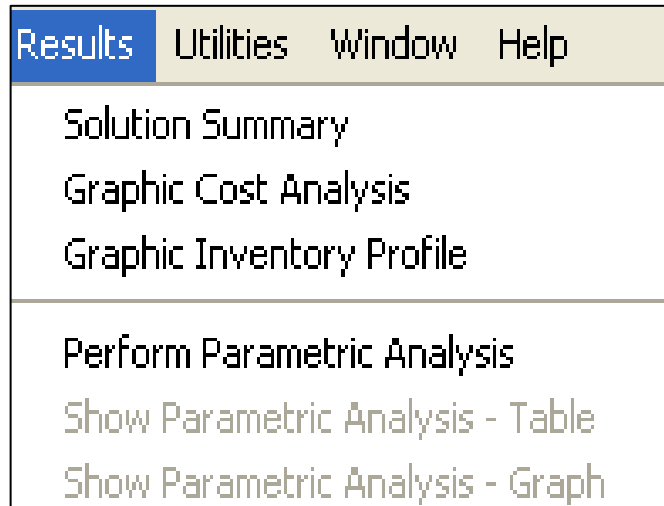 Results Utilities Window Help
Solution Summary
Graphic Cost Analysis
Graphic Inventory Profile
Perform Parametric Analysis
Show Parametric Analysis - Table
Show Parametric Analysis - Graph